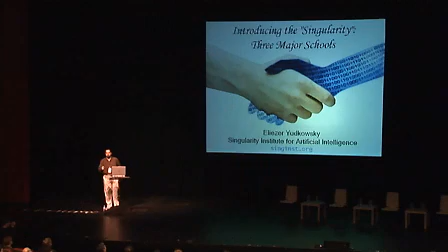 Introducing the 'Singularity':
Three Major Schools
Eliezer Yudkowsky
Singularity Institute for Artificial Intelligence
singinst.org